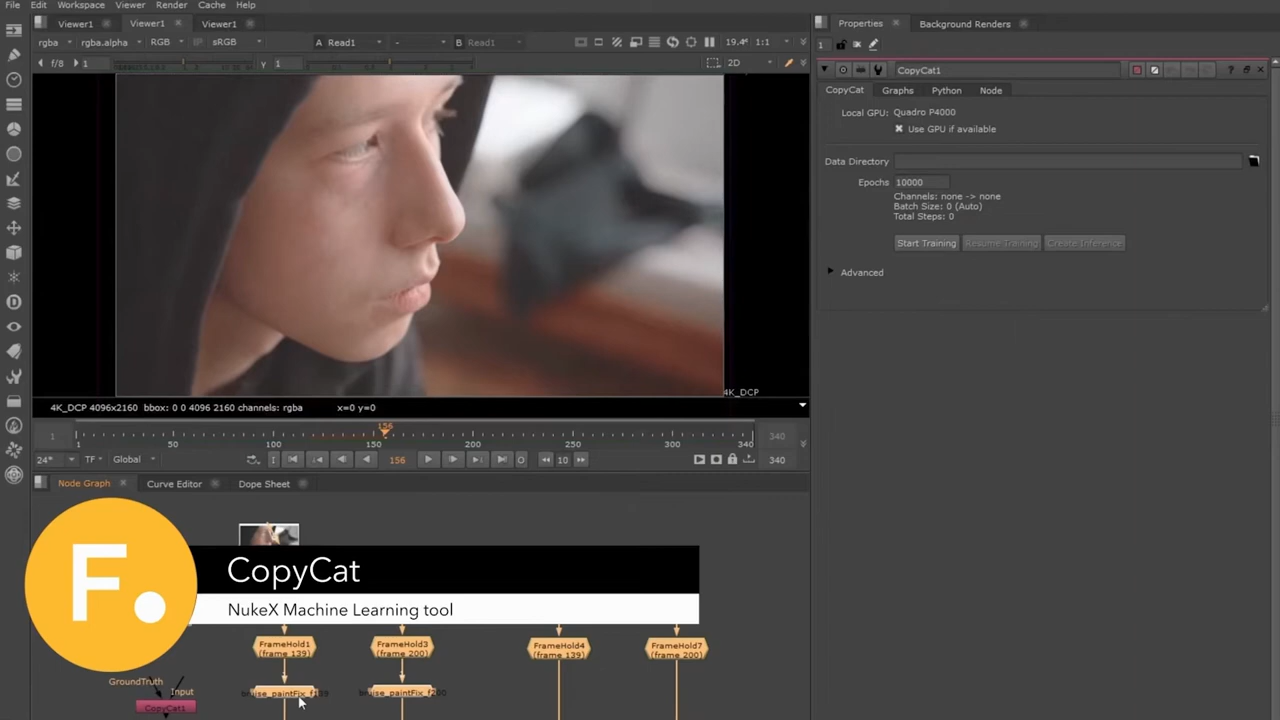 File Edit Workspace Viewer Render Cache Help
Viewer1 Viewer1 Viewer1
Properties Background Renders
rgba rgba.alpha RGB IP sRGB A Read1 - B Read1 19.4* 1:1
1
f/8 1 Y 1 2D
CopyCat1
CopyCat Graphs Python Node
Local GPU: Quadro P4000
Use GPU if available
Data Directory
Epochs 10000
Channels: none -> none
Batch Size: 0 (Auto)
Total Steps: 0
Start Training Resume Training Create Inference
Advanced
4K_DCP
4K_DCP 4096x2160 bbox: 0 0 4096 2160 channels: rgba x=0 y=0
156
1 1 50 100 150 200 250 300 340 340
24* TF Global 156 10 340
Node Graph Curve Editor Dope Sheet
F.
CopyCat
NukeX Machine Learning tool
FrameHold1
(frame 139)
FrameHold3
(frame 200)
FrameHold4
(frame 139)
FrameHold7
(frame 200)
GroundTruth
Input
bruise_paintFix_f139
bruise_paintFix_f200
CopyCat1